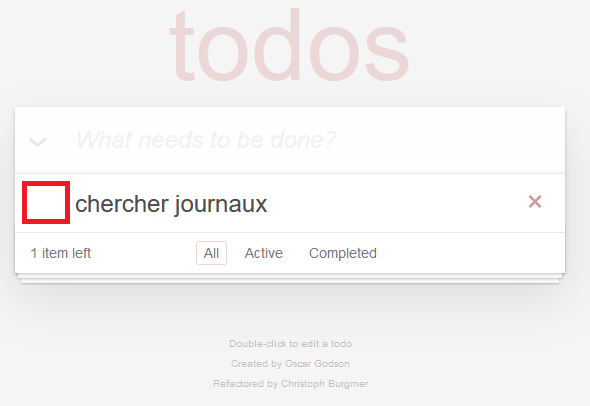 todos
What needs to be done?
chercher journaux
1 item left All Active Completed
Double-click to edit a todo
Created by Oscar Godson
Refactored by Christoph Burgmer